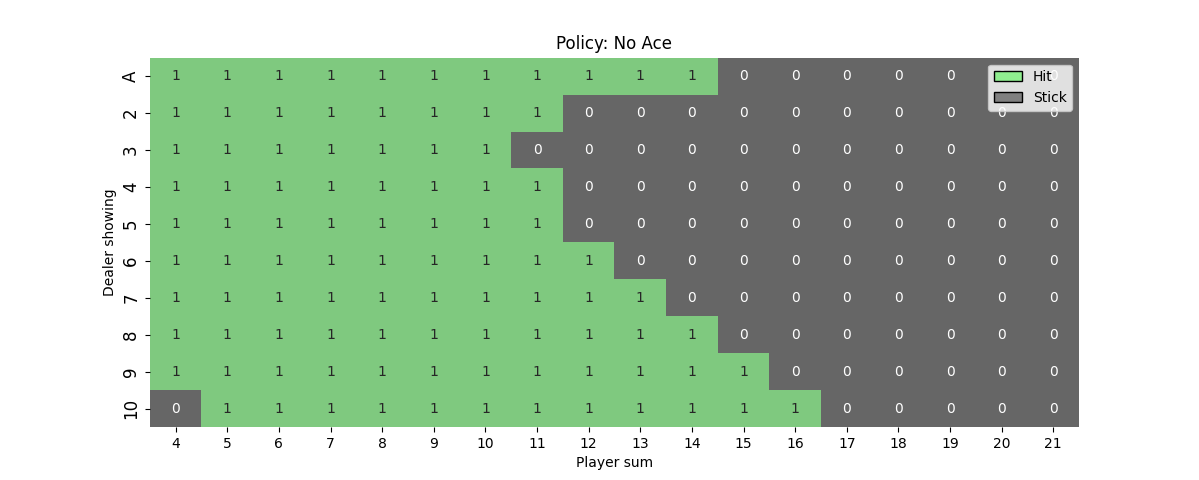 Policy: No Ace
Hit
Stick
Dealer showing
A 1 1 1 1 1 1 1 1 1 1 1 0 0 0 0 0 0
2 1 1 1 1 1 1 1 1 0 0 0 0 0 0 0 0 0 0
3 1 1 1 1 1 1 1 0 0 0 0 0 0 0 0 0 0 0
4 1 1 1 1 1 1 1 1 0 0 0 0 0 0 0 0 0 0
5 1 1 1 1 1 1 1 1 0 0 0 0 0 0 0 0 0 0
6 1 1 1 1 1 1 1 1 1 0 0 0 0 0 0 0 0 0
7 1 1 1 1 1 1 1 1 1 1 0 0 0 0 0 0 0 0
8 1 1 1 1 1 1 1 1 1 1 1 0 0 0 0 0 0 0
9 1 1 1 1 1 1 1 1 1 1 1 1 0 0 0 0 0 0
10 0 1 1 1 1 1 1 1 1 1 1 1 1 0 0 0 0 0
4 5 6 7 8 9 10 11 12 13 14 15 16 17 18 19 20 21
Player sum